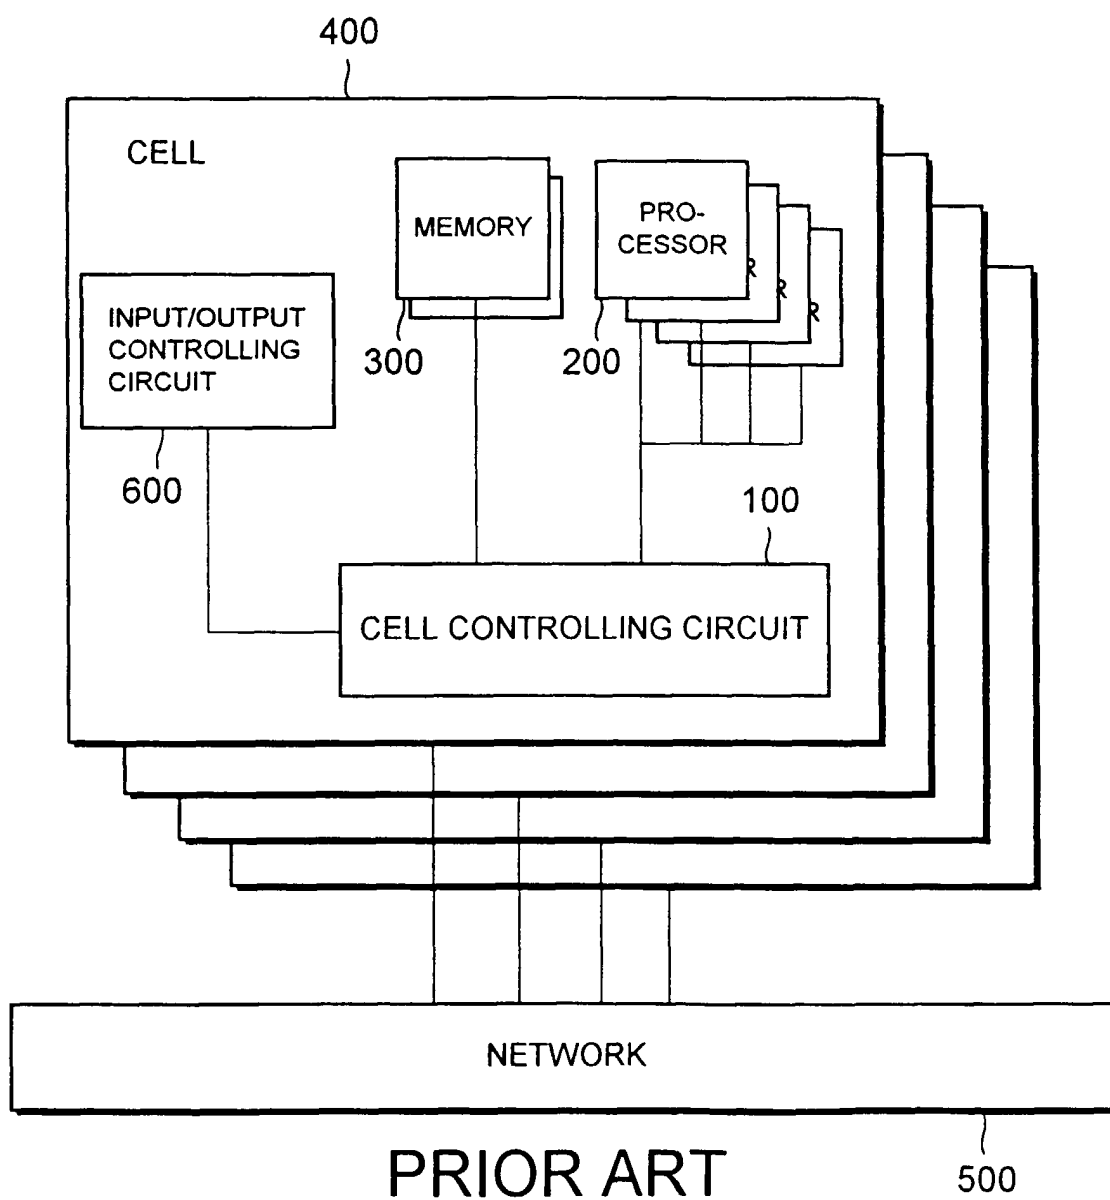 400
CELL
MEMORY
PRO-
CESSOR
R
R
R
INPUT/OUTPUT
CONTROLLING
CIRCUIT
300
200
600
100
CELL CONTROLLING CIRCUIT
NETWORK
PRIOR ART
500